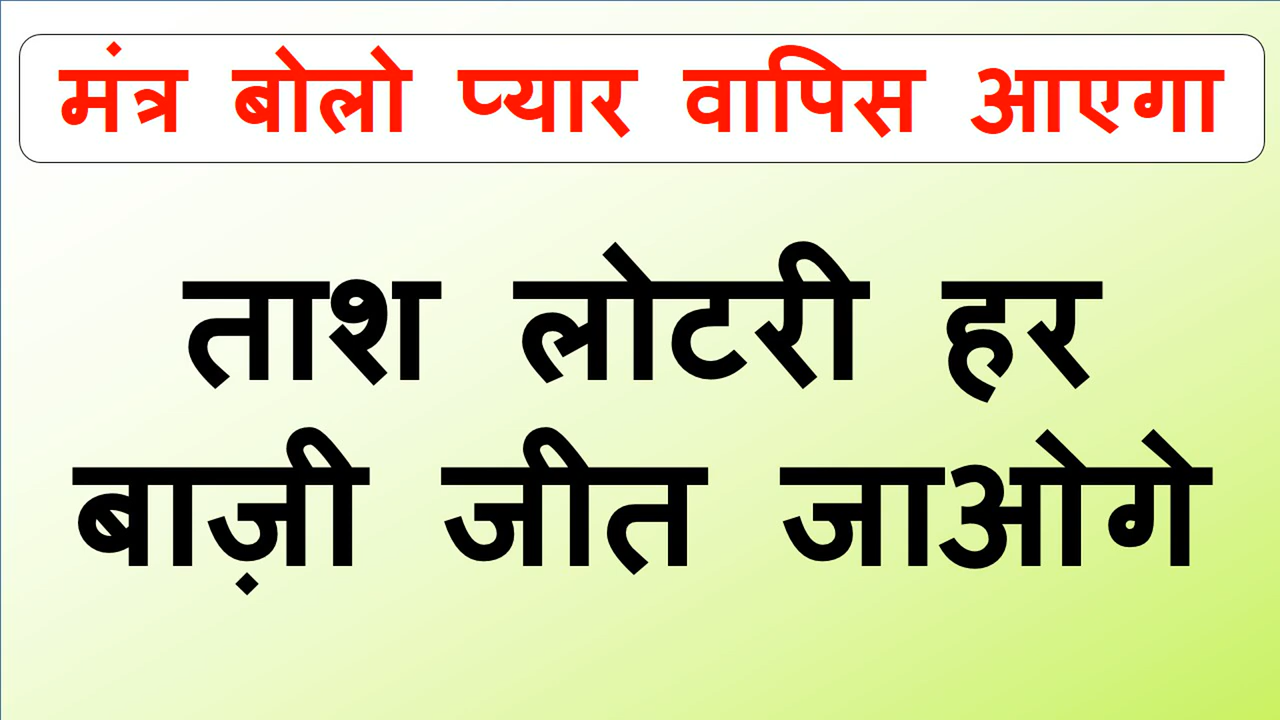 मंत्र बोलो प्यार वापिस आएगा
ताश लोटरी हर
बाज़ी जीत जाओगे